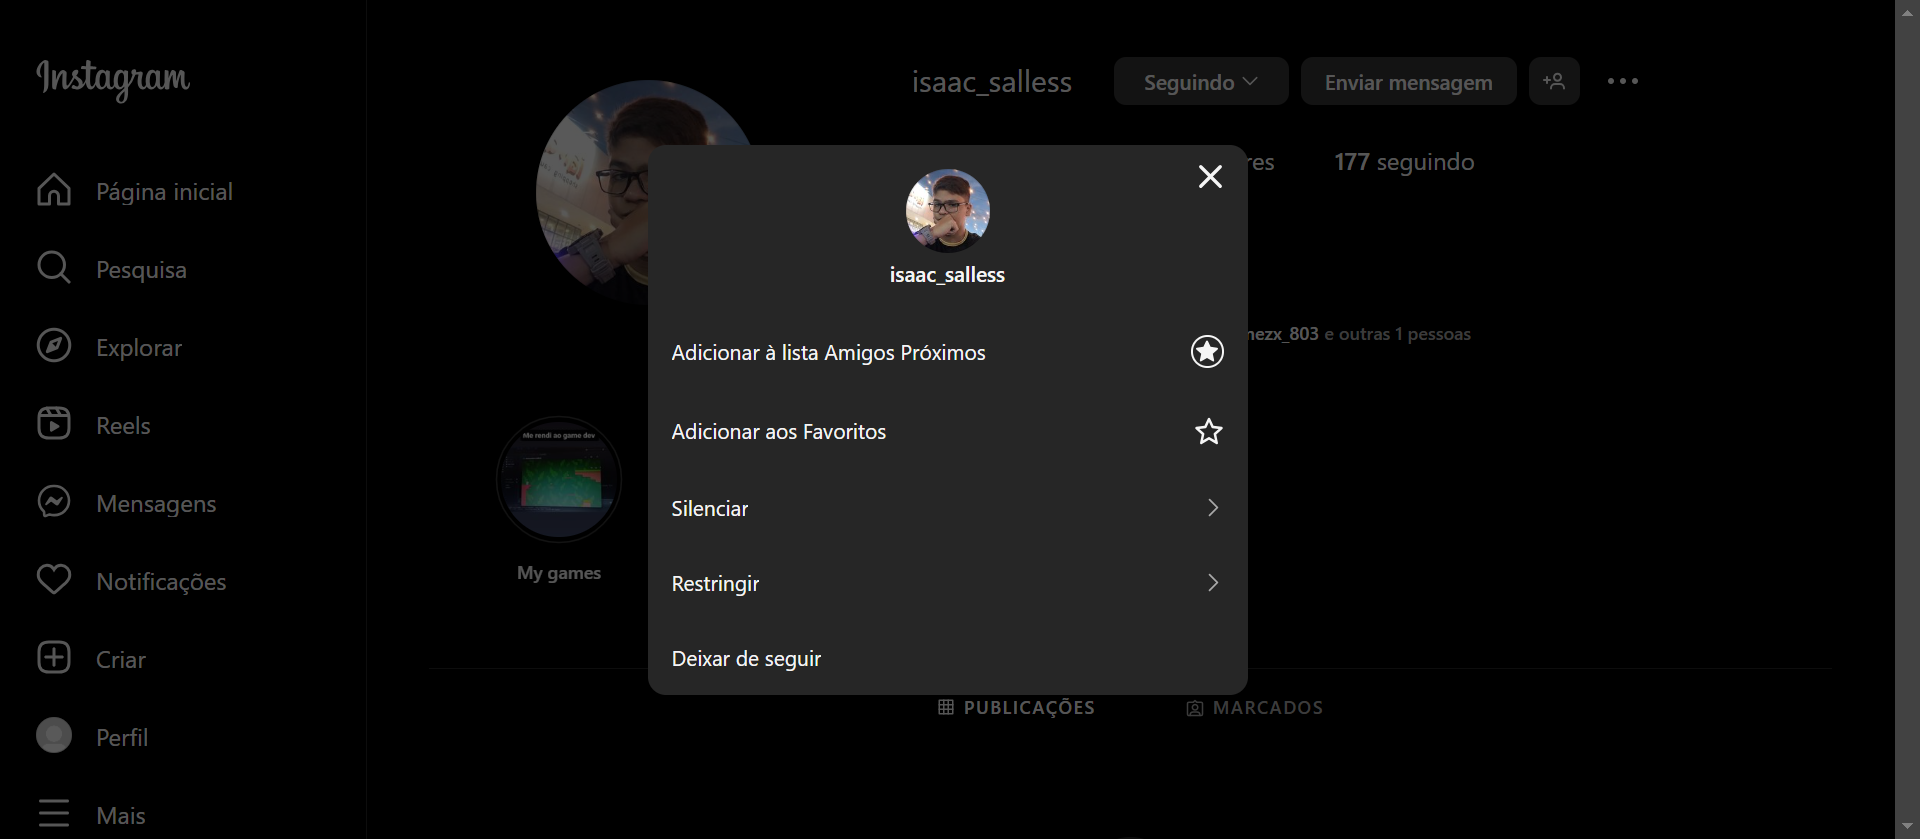 Instagram
Página inicial
Pesquisa
Explorar
Reels
Mensagens
Notificações
Criar
Perfil
Mais
isaac_salless
Seguindo
Enviar mensagem
177 seguindo
e outras 1 pessoas
Me rendi ao game dev
My games
isaac_salless
Adicionar à lista Amigos Próximos
Adicionar aos Favoritos
Silenciar
Restringir
Deixar de seguir
PUBLICAÇÕES
MARCADOS